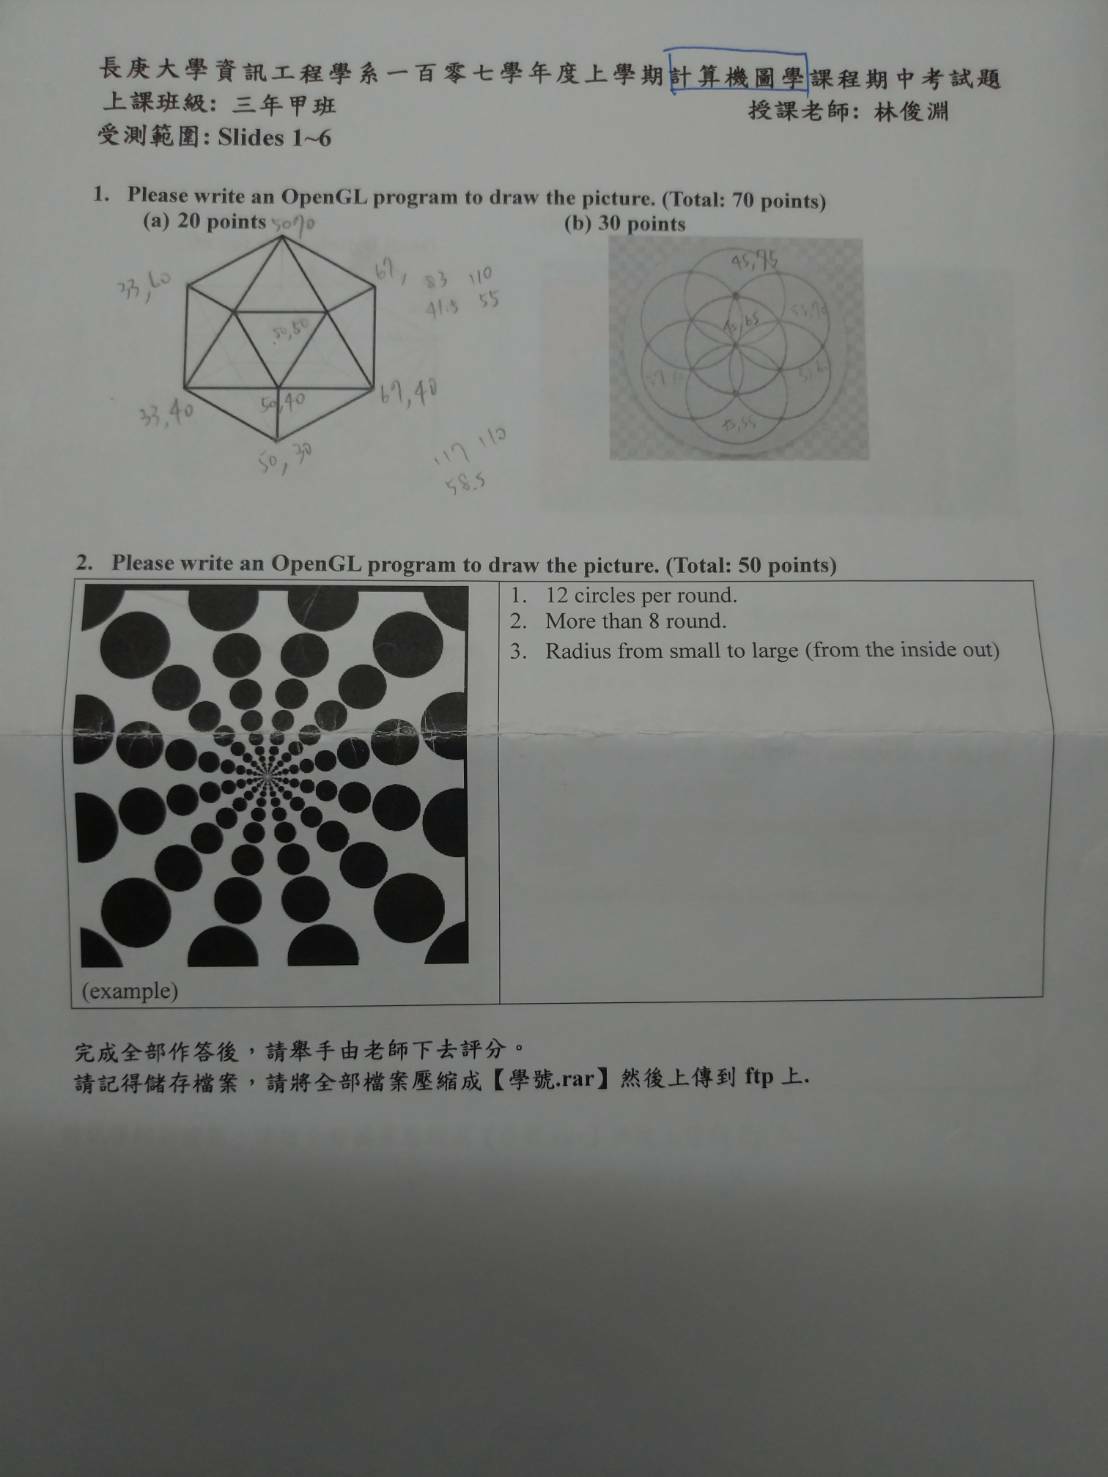 長庚大學資訊工程學系一百零七學年度上學期計算機圖學課程期中考試題
上課班級: 三年甲班
授課老師: 林俊淵
受測範圍: Slides 1~6
1. Please write an OpenGL program to draw the picture. (Total: 70 points)
(a) 20 points
(b) 30 points
50,70
33,60
67,
83 110
41.5 55
50,50
33,40
50,40
67,40
50,30
117 110
58.5
45,75
45,65
45,55
2. Please write an OpenGL program to draw the picture. (Total: 50 points)
1. 12 circles per round.
2. More than 8 round.
3. Radius from small to large (from the inside out)
(example)
完成全部作答後，請舉手由老師下去評分。
請記得儲存檔案，請將全部檔案壓縮成【學號.rar】然後上傳到 ftp 上.